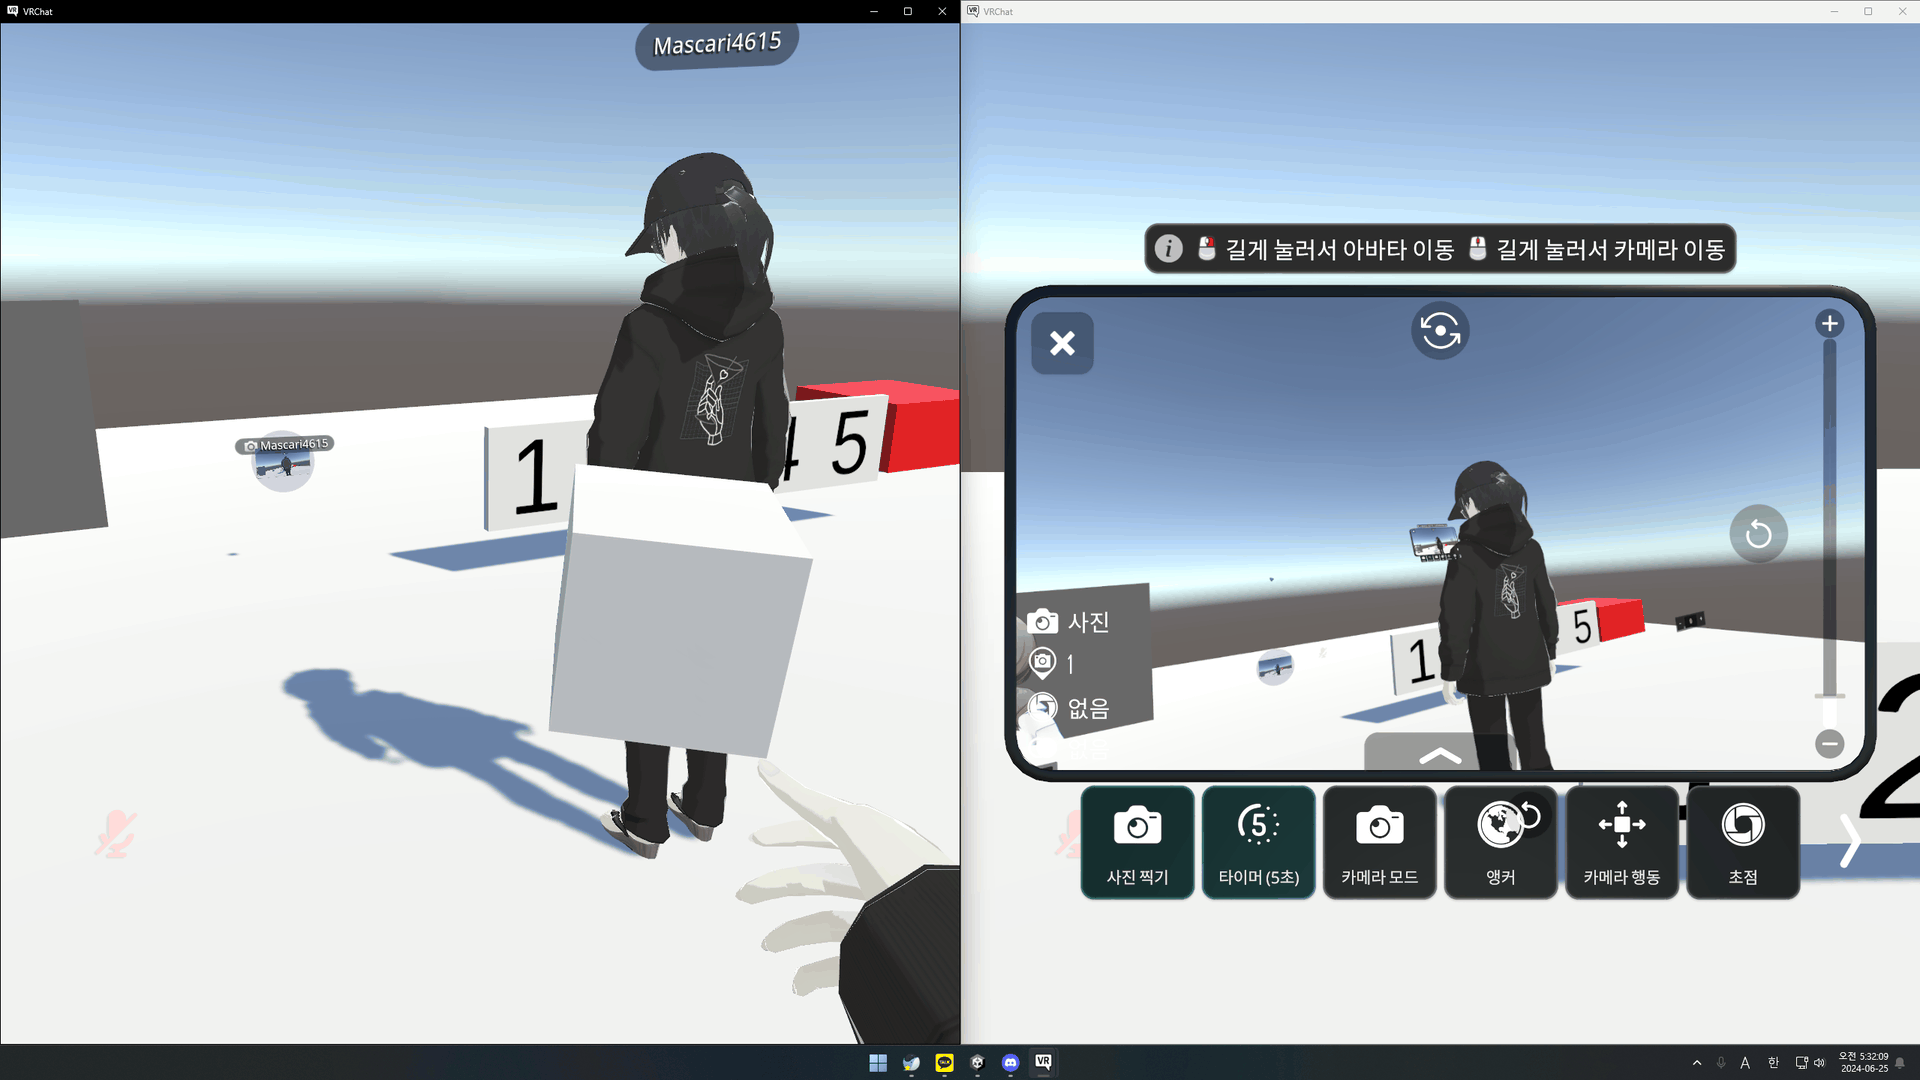 VRChat
VRChat
Mascari4615
Mascari4615
1
5
길게 눌러서 아바타 이동 길게 눌러서 카메라 이동
사진
1
없음
1
5
2
사진 찍기
5
타이머 (5초)
카메라 모드
앵커
카메라 행동
초점
TALK
VR
A
한
오전 5:32:09
2024-06-25